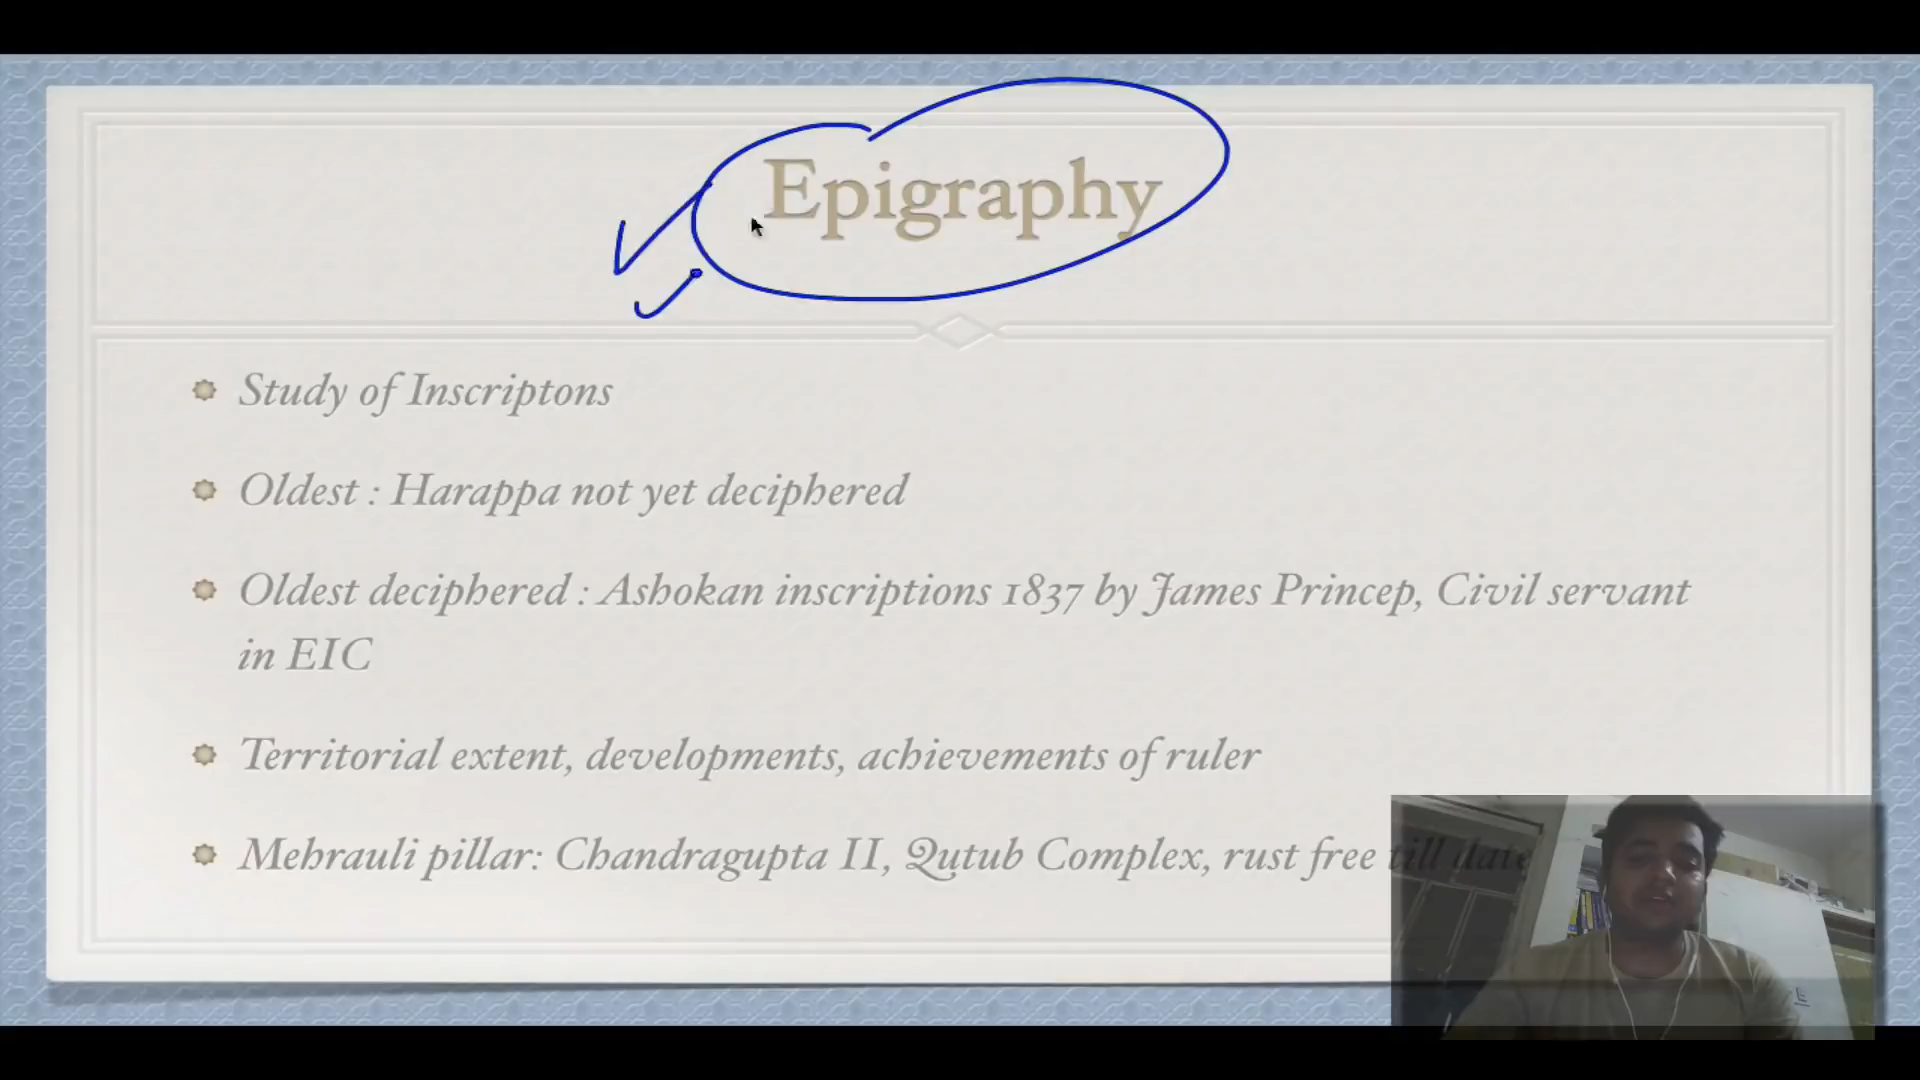 Epigraphy
Study of Inscriptons
Oldest : Harappa not yet deciphered
Oldest deciphered : Ashokan inscriptions 1837 by James Princep, Civil servant
in EIC
Territorial extent, developments, achievements of ruler
Mehrauli pillar: Chandragupta II, Qutub Complex, rust free till date